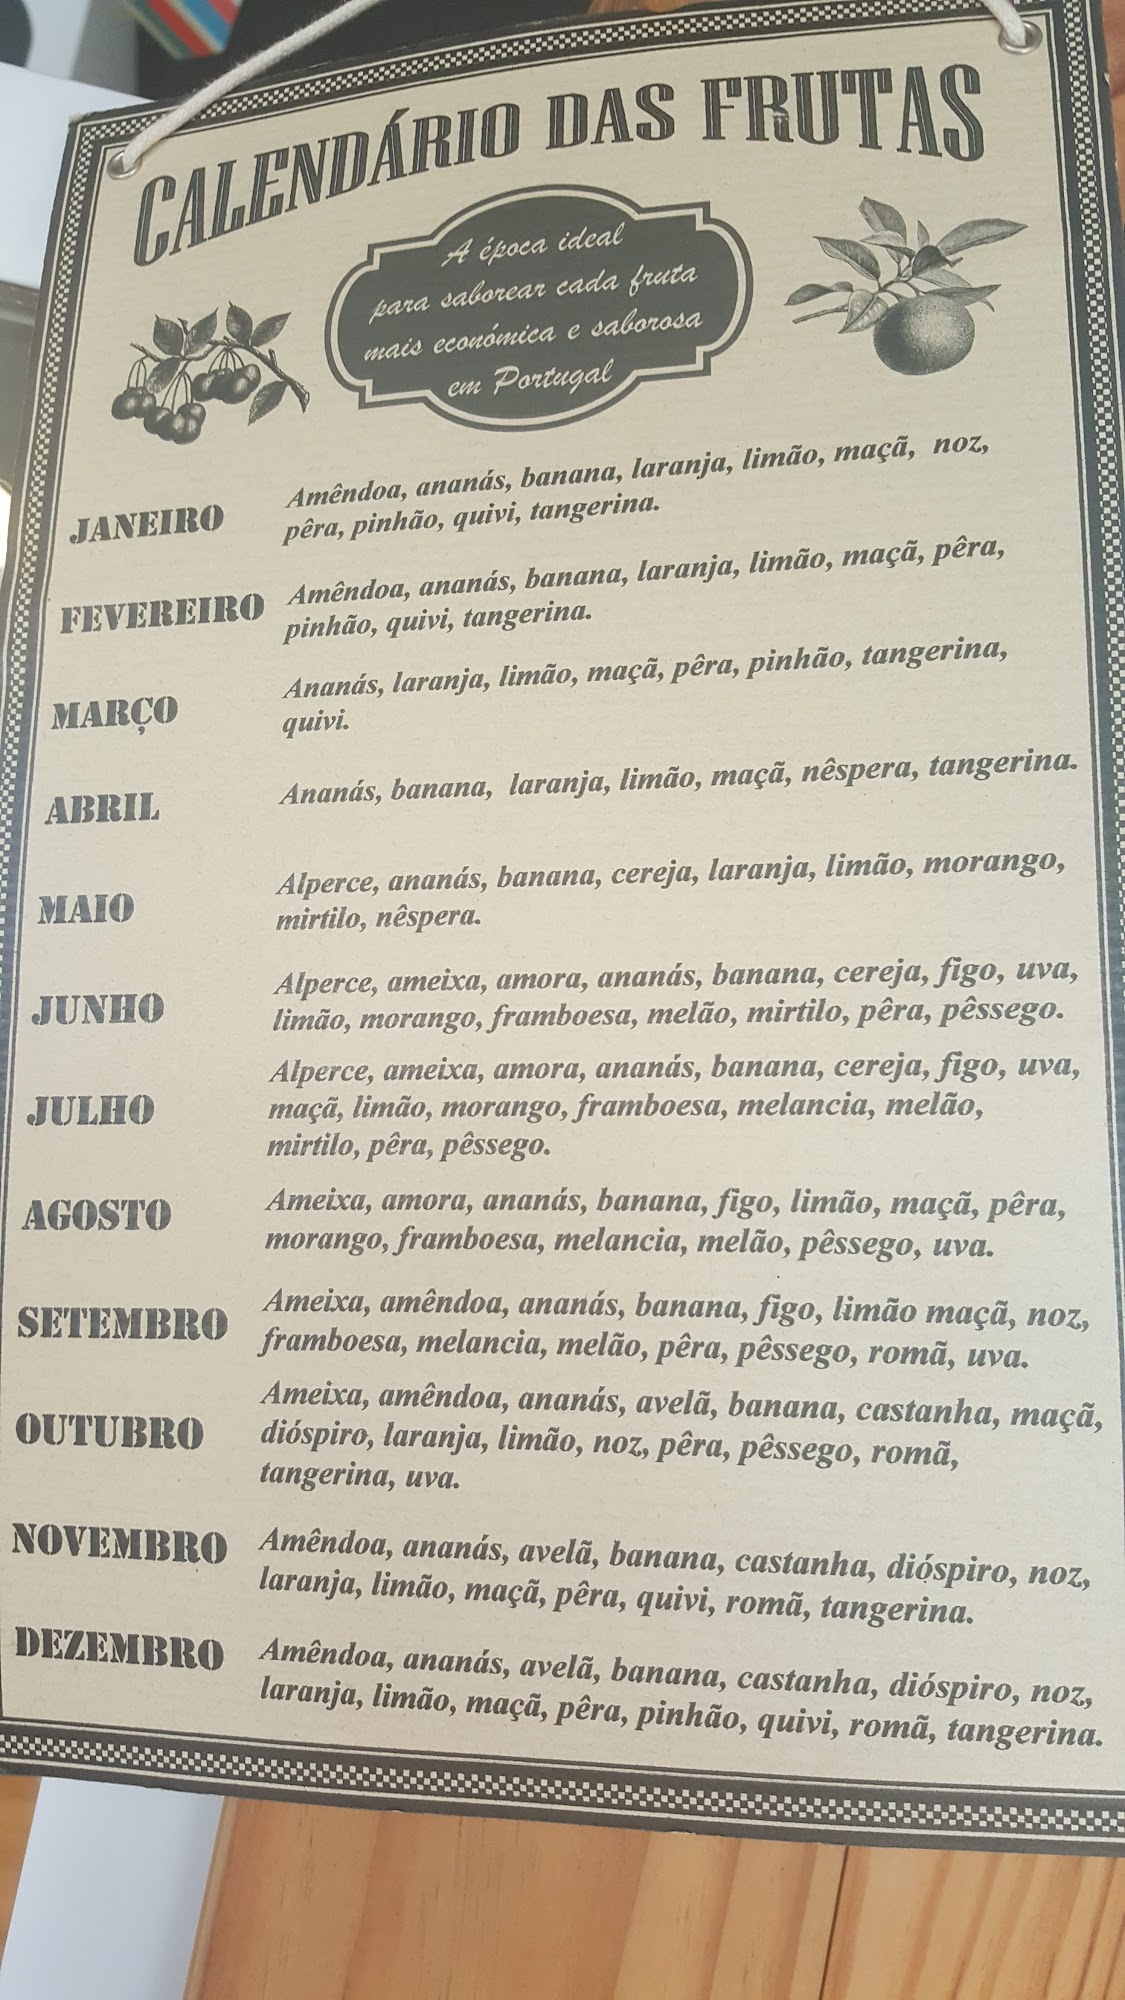 CALENDÁRIO DAS FRUTAS
A época ideal
para saborear cada fruta
mais económica e saborosa
em Portugal
JANEIRO
Amêndoa, ananás, banana, laranja, limão, maçã, noz,
pêra, pinhão, quivi, tangerina.
FEVEREIRO
Amêndoa, ananás, banana, laranja, limão, maçã, pêra,
pinhão, quivi, tangerina.
MARÇO
Ananás, laranja, limão, maçã, pêra, pinhão, tangerina,
quivi.
ABRIL
Ananás, banana, laranja, limão, maçã, nêspera, tangerina.
MAIO
Alperce, ananás, banana, cereja, laranja, limão, morango,
mirtilo, nêspera.
JUNHO
Alperce, ameixa, amora, ananás, banana, cereja, figo, uva,
limão, morango, framboesa, melão, mirtilo, pêra, pêssego.
JULHO
Alperce, ameixa, amora, ananás, banana, cereja, figo, uva,
maçã, limão, morango, framboesa, melancia, melão,
mirtilo, pêra, pêssego.
AGOSTO
Ameixa, amora, ananás, banana, figo, limão, maçã, pêra,
morango, framboesa, melancia, melão, pêssego, uva.
SETEMBRO
Ameixa, amêndoa, ananás, banana, figo, limão maçã, noz,
framboesa, melancia, melão, pêra, pêssego, romã, uva.
OUTUBRO
Ameixa, amêndoa, ananás, avelã, banana, castanha, maçã,
dióspiro, laranja, limão, noz, pêra, pêssego, romã,
tangerina, uva.
NOVEMBRO
Amêndoa, ananás, avelã, banana, castanha, dióspiro, noz,
laranja, limão, maçã, pêra, quivi, romã, tangerina.
DEZEMBRO
Amêndoa, ananás, avelã, banana, castanha, dióspiro, noz,
laranja, limão, maçã, pêra, pinhão, quivi, romã, tangerina.